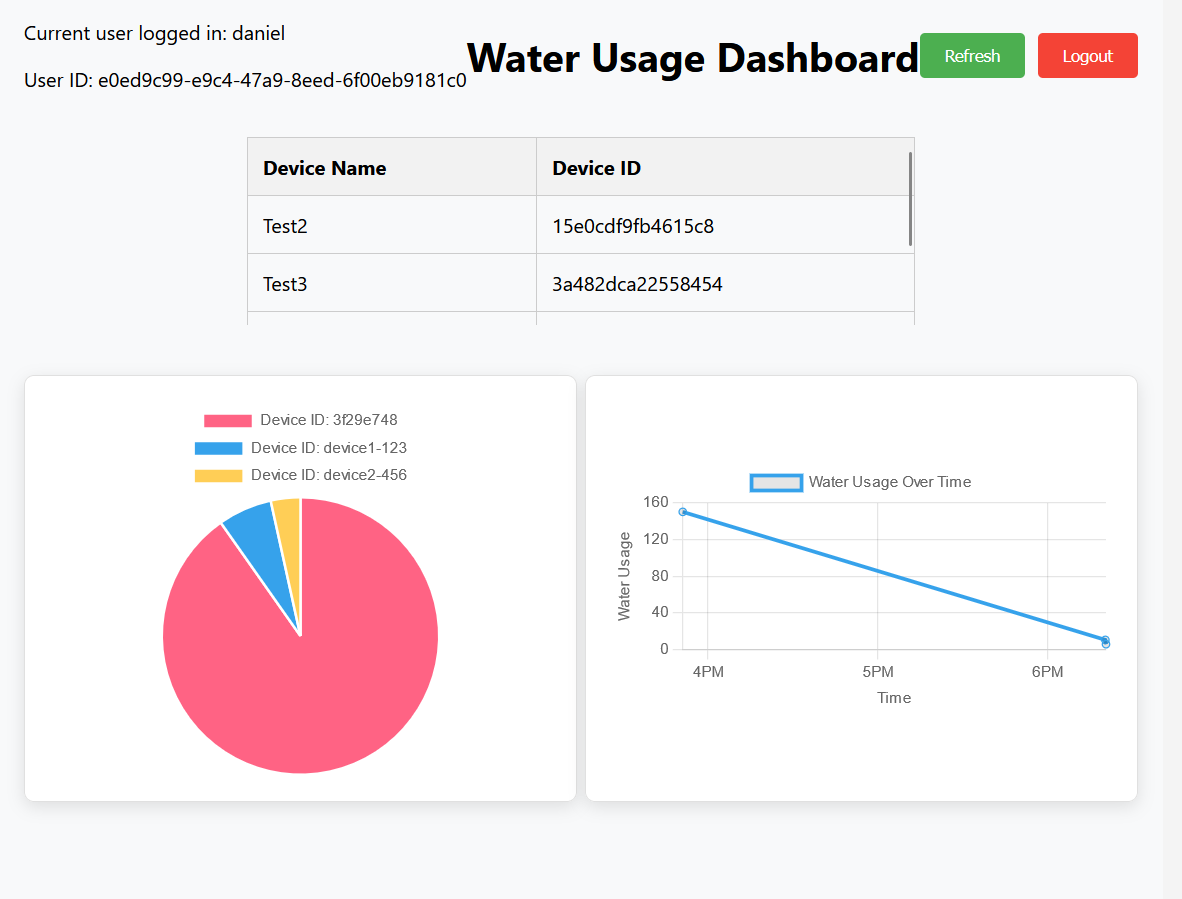 Current user logged in: daniel
User ID: e0ed9c99-e9c4-47a9-8eed-6f00eb9181c0
Water Usage Dashboard
Refresh
Logout
Device Name
Device ID
Test2
15e0cdf9fb4615c8
Test3
3a482dca22558454
Device ID: 3f29e748
Device ID: device1-123
Device ID: device2-456
Water Usage Over Time
160
120
80
40
0
Water Usage
4PM
5PM
6PM
Time